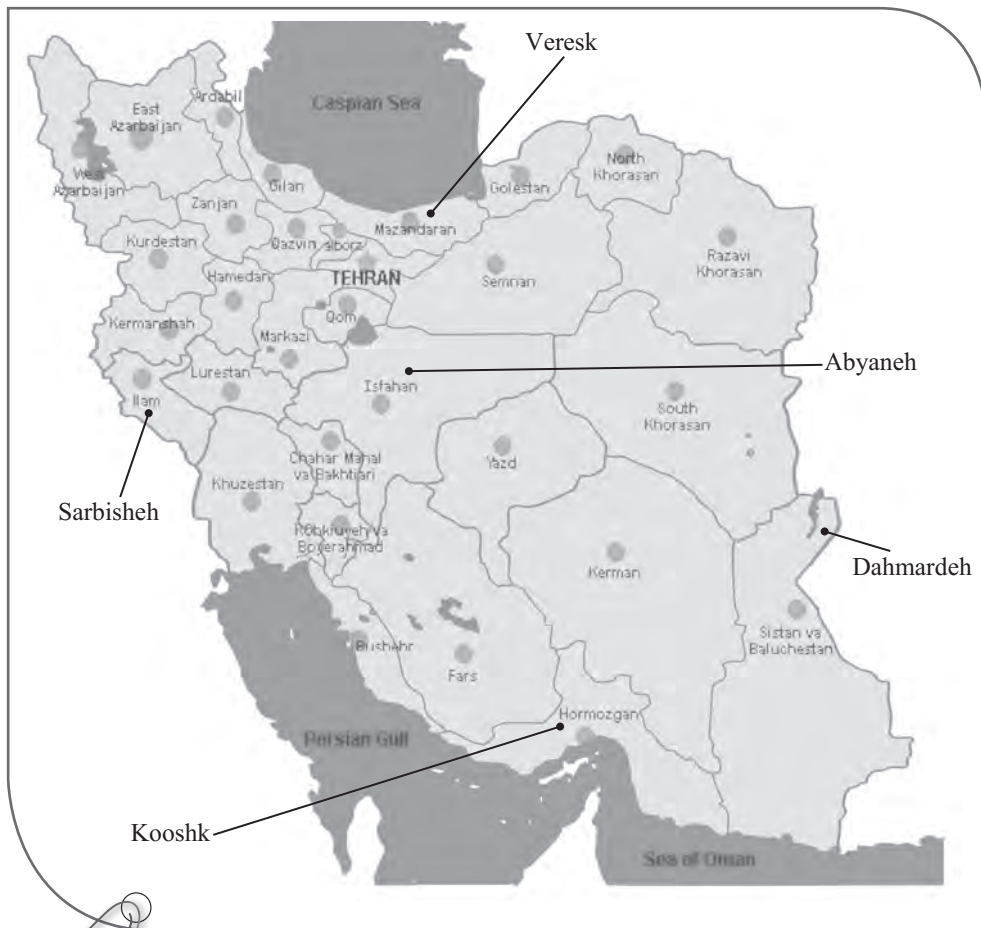 Veresk
Caspian Sea
Ardabil
East
Azarbaijan
West
Azarbaijan
Gilan
Golestan
North
Khorasan
Zanjan
Mazandaran
Kurdestan
Qazvin
alborz
Razavi
Khorasan
Hamedan
TEHRAN
Semnan
Qom
Kermanshah
Markazi
Abyaneh
Lurestan
Isfahan
Ilam
South
Khorasan
Chahar Mahal
va Bakhtiari
Yazd
Khuzestan
Sarbisheh
Kohkiluyeh va
Boyerahmad
Dahmardeh
Kerman
Sistan va
Baluchestan
Bushehr
Fars
Hormozgan
Persian Gulf
Kooshk
Sea of Oman